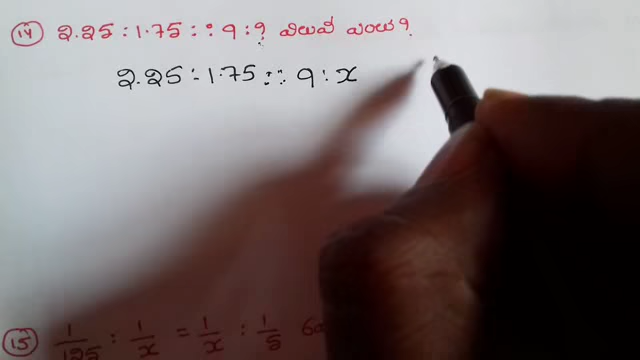 14 2.25 : 1.75 :: 9 : ? విలువ ఎంత?
2.25 : 1.75 :: 9 : x
15 1/125 : 1/x = 1/x : 1/5